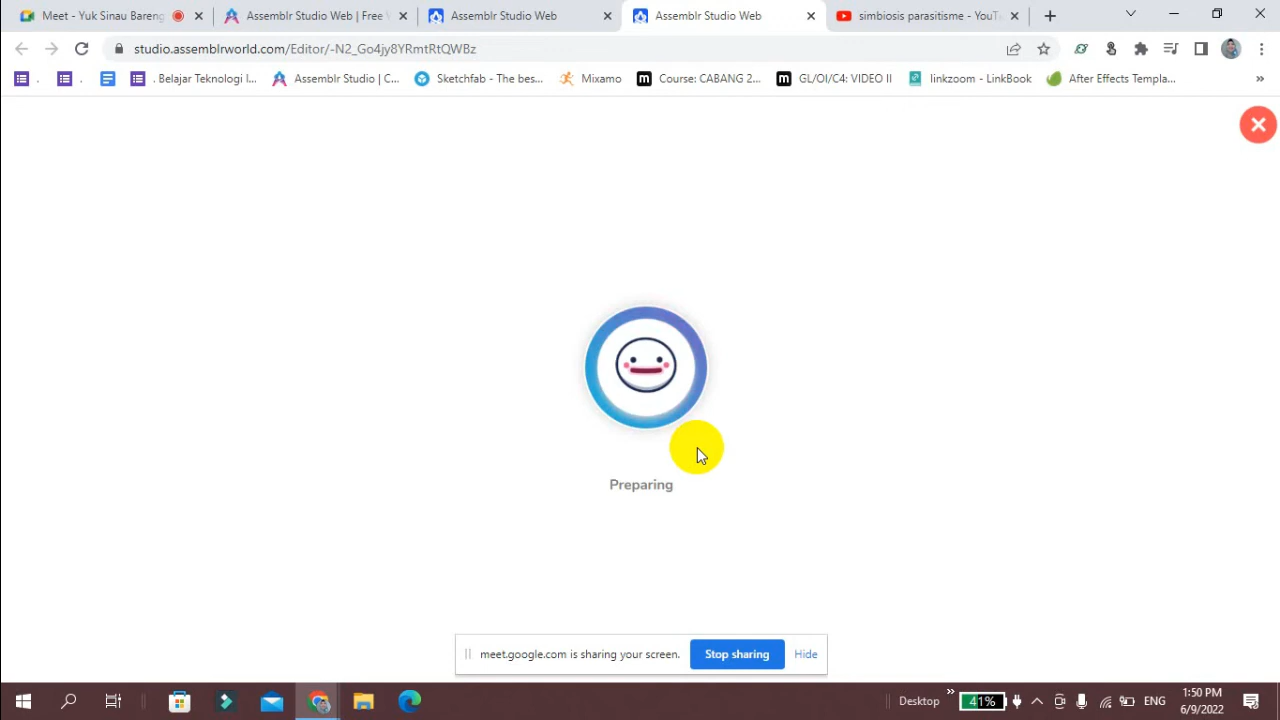 Meet - Yuk Sinau Bareng
Assemblr Studio Web | Free
Assemblr Studio Web
Assemblr Studio Web
simbiosis parasitisme - YouTu
studio.assemblrworld.com/Editor/-N2_Go4jy8YRmtRtQWBz
.
.
. Belajar Teknologi I...
Assemblr Studio | C...
Sketchfab - The bes...
Mixamo
Course: CABANG 2...
GL/OI/C4: VIDEO II
linkzoom - LinkBook
After Effects Templa...
»
Preparing
meet.google.com is sharing your screen.
Stop sharing
Hide
Desktop
»
41%
ENG
1:50 PM
6/9/2022